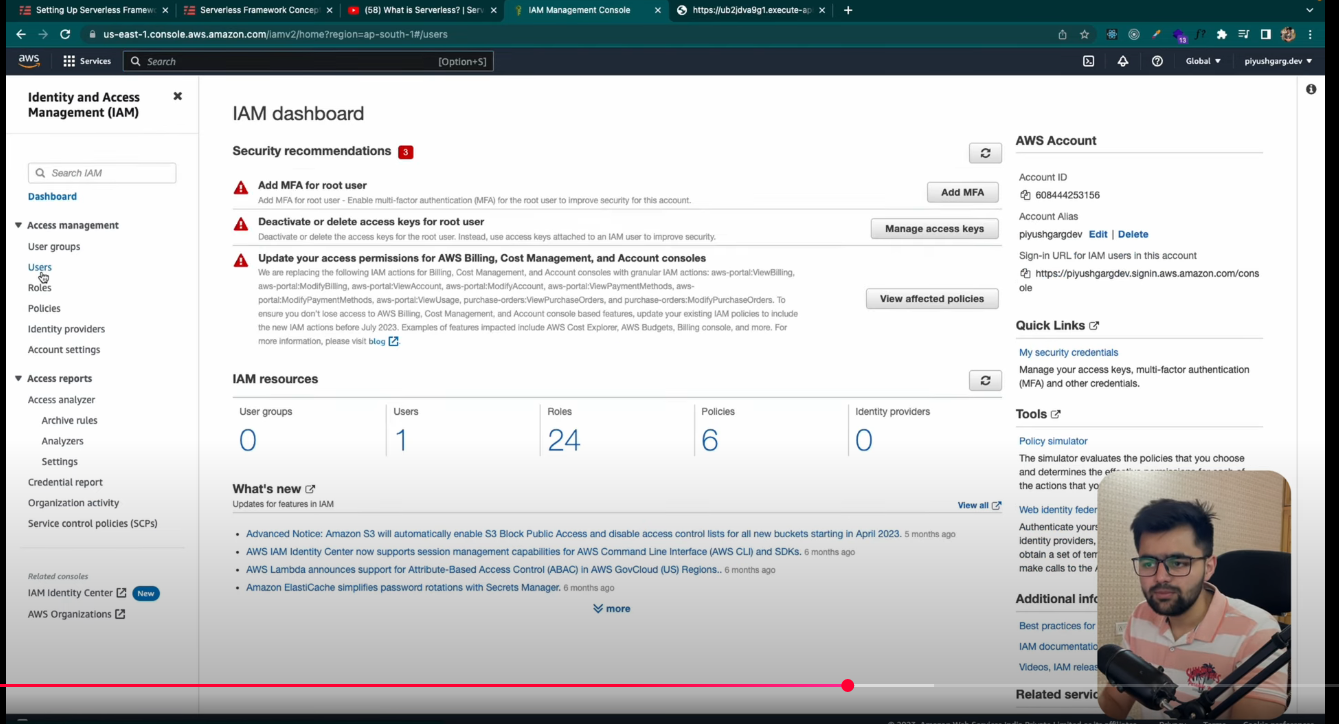 Setting Up Serverless Framew
Serverless Framework Concep
(58) What is Serverless? | Serv
IAM Management Console
https://ub2jdva9g1.execute-ap
us-east-1.console.aws.amazon.com/iamv2/home?region=ap-south-1#/users
13
aws
Services
Search
[Option+S]
Global
piyushgarg.dev
Identity and Access
Management (IAM)
Search IAM
Dashboard
Access management
User groups
Users
Roles
Policies
Identity providers
Account settings
Access reports
Access analyzer
Archive rules
Analyzers
Settings
Credential report
Organization activity
Service control policies (SCPs)
Related consoles
IAM Identity Center
New
AWS Organizations
IAM dashboard
Security recommendations 3
Add MFA for root user
Add MFA for root user - Enable multi-factor authentication (MFA) for the root user to improve security for this account.
Add MFA
Deactivate or delete access keys for root user
Deactivate or delete the access keys for the root user. Instead, use access keys attached to an IAM user to improve security.
Manage access keys
Update your access permissions for AWS Billing, Cost Management, and Account consoles
We are replacing the following IAM actions for Billing, Cost Management, and Account consoles with granular IAM actions: aws-portal:ViewBilling,
aws-portal:ModifyBilling, aws-portal:ViewAccount, aws-portal:ModifyAccount, aws-portal:ViewPaymentMethods, aws-
portal:ModifyPaymentMethods, aws-portal:ViewUsage, purchase-orders:ViewPurchaseOrders, and purchase-orders:ModifyPurchaseOrders. To
ensure you don't lose access to AWS Billing, Cost Management, and Account console based features, update your existing IAM policies to include
the new IAM actions before July 2023. Examples of features impacted include AWS Cost Explorer, AWS Budgets, Billing console, and more. For
more information, please visit blog
View affected policies
IAM resources
User groups
0
Users
1
Roles
24
Policies
6
Identity providers
0
What's new
Updates for features in IAM
View all
Advanced Notice: Amazon S3 will automatically enable S3 Block Public Access and disable access control lists for all new buckets starting in April 2023. 5 months ago
AWS IAM Identity Center now supports session management capabilities for AWS Command Line Interface (AWS CLI) and SDKs. 6 months ago
AWS Lambda announces support for Attribute-Based Access Control (ABAC) in AWS GovCloud (US) Regions.. 6 months ago
Amazon ElastiCache simplifies password rotations with Secrets Manager. 6 months ago
more
AWS Account
Account ID
608444253156
Account Alias
piyushgargdev Edit | Delete
Sign-in URL for IAM users in this account
https://piyushgargdev.signin.aws.amazon.com/cons
ole
Quick Links
My security credentials
Manage your access keys, multi-factor authentication
(MFA) and other credentials.
Tools
Policy simulator
The simulator evaluates the policies that you choose
and determines the effective permissions for each of
the actions that yo
Web identity feder
Authenticate yours
identity providers,
obtain a set of tem
make calls to the
Additional info
Best practices for
IAM documentatio
Videos, IAM releas
Related servic